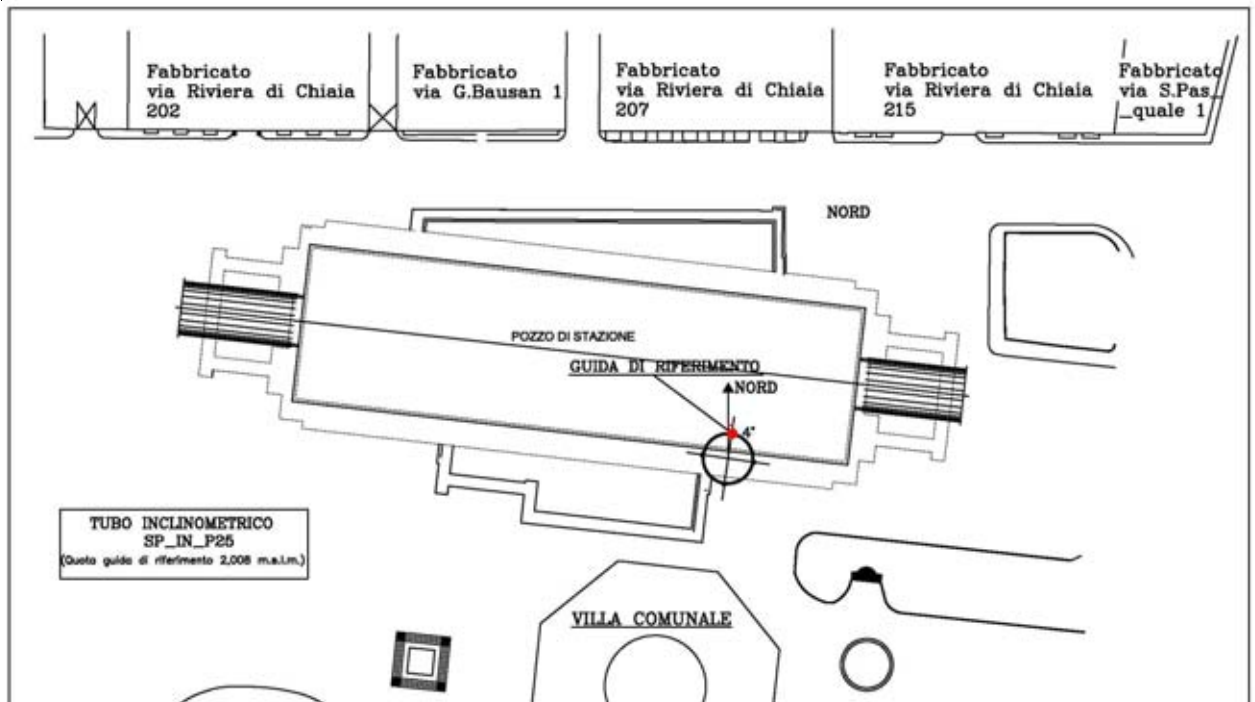 Fabbricato
via Riviera di Chiaia
202
Fabbricato
via G.Bausan 1
Fabbricato
via Riviera di Chiaia
207
Fabbricato
via Riviera di Chiaia
215
Fabbricato
via S.Pas_
_quale 1
NORD
POZZO DI STAZIONE
GUIDA DI RIFERIMENTO
NORD
4°
TUBO INCLINOMETRICO
SP_IN_P25
(Quota guida di riferimento 2,008 m.s.l.m.)
VILLA COMUNALE